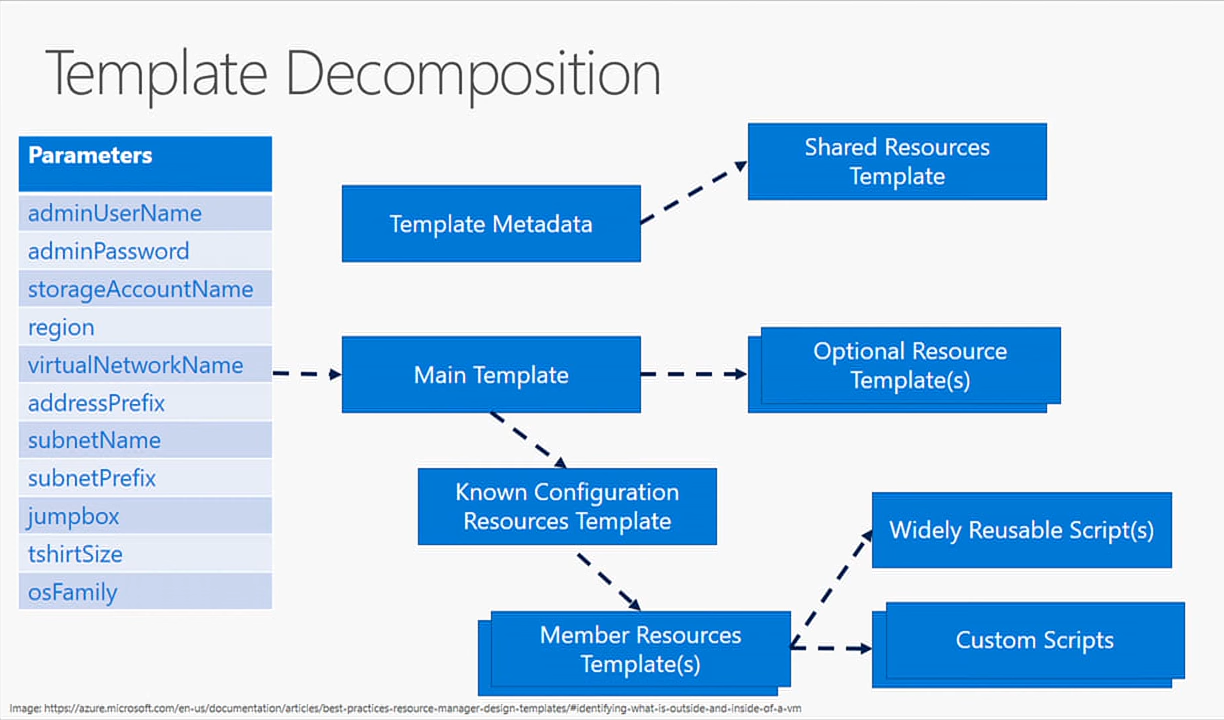 Template Decomposition
Parameters
adminUserName
adminPassword
storageAccountName
region
virtualNetworkName
addressPrefix
subnetName
subnetPrefix
jumpbox
tshirtSize
osFamily
Shared Resources
Template
Template Metadata
Main Template
Optional Resource
Template(s)
Known Configuration
Resources Template
Widely Reusable Script(s)
Member Resources
Template(s)
Custom Scripts
Image: https://azure.microsoft.com/en-us/documentation/articles/best-practices-resource-manager-design-templates/#identifying-what-is-outside-and-inside-of-a-vm